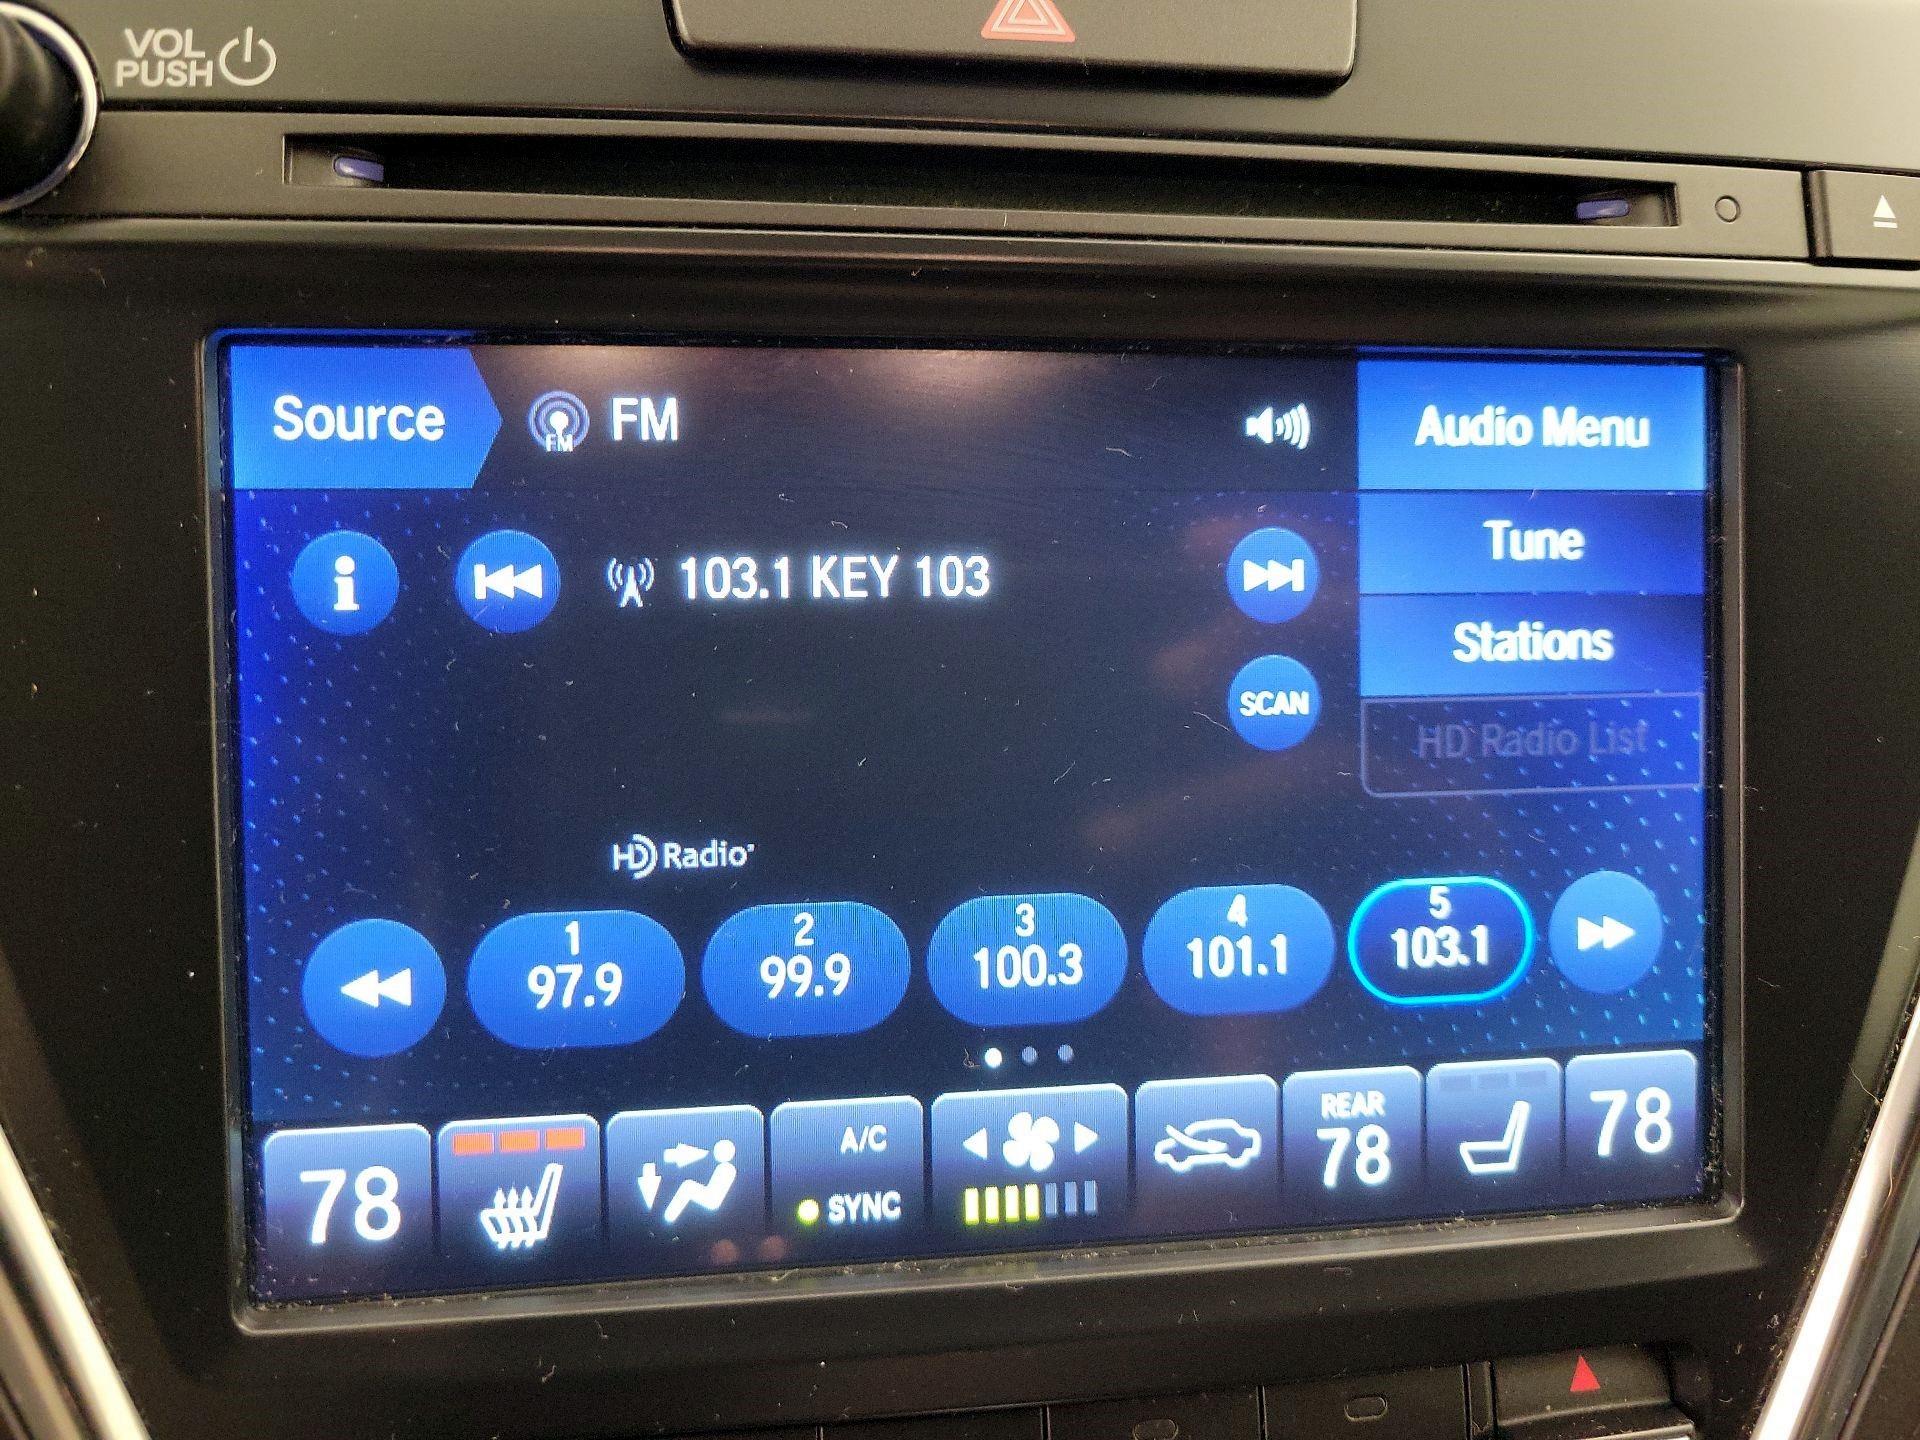 VOL
PUSH
Source
FM
FM
Audio Menu
103.1 KEY 103
Tune
Stations
SCAN
HD Radio List
HD Radio
1
97.9
2
99.9
3
100.3
4
101.1
5
103.1
78
A/C
SYNC
REAR
78
78